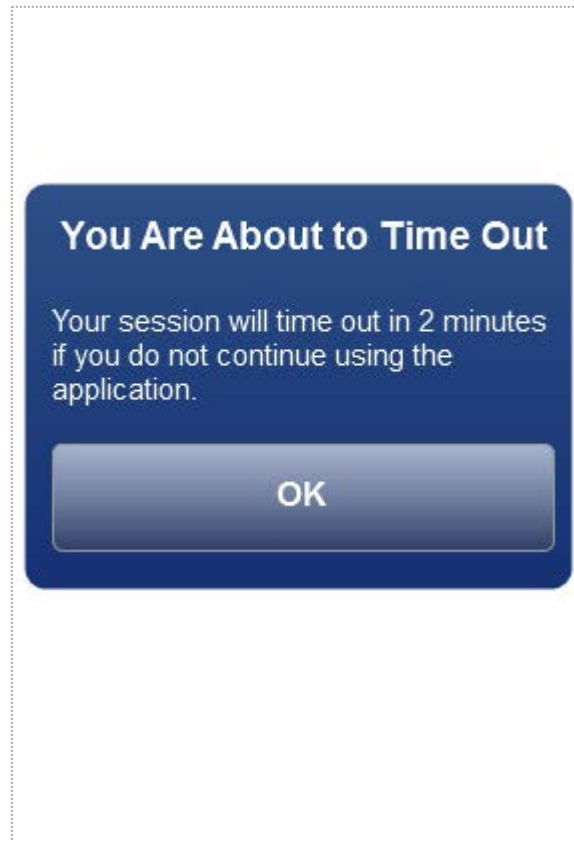 You Are About to Time Out
Your session will time out in 2 minutes
if you do not continue using the
application.
OK